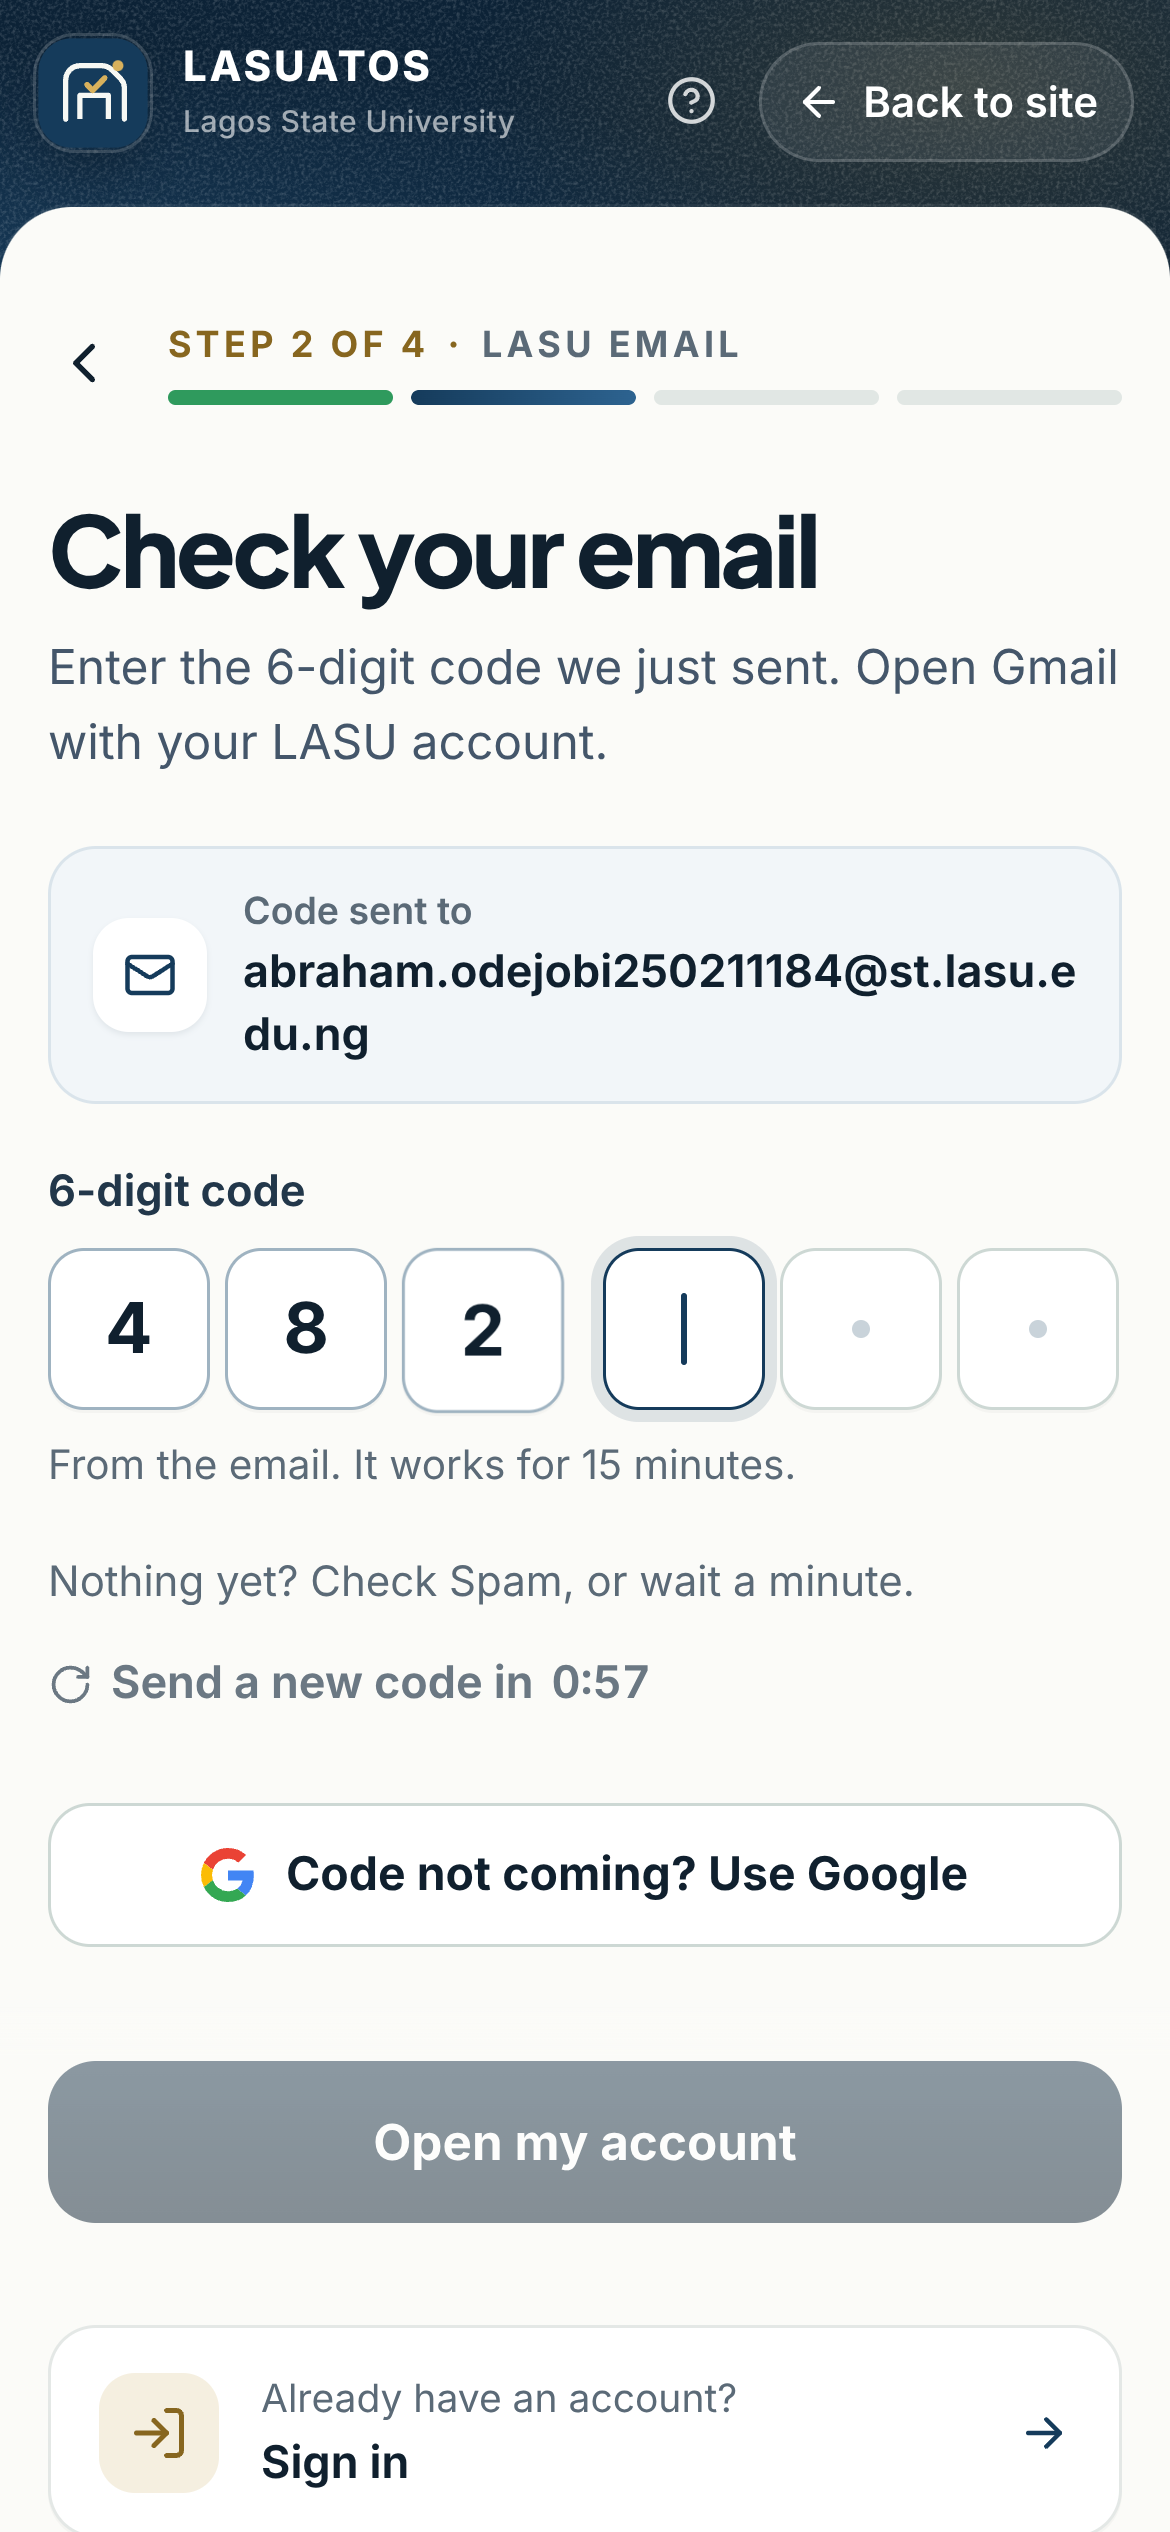 LASUATOS
Lagos State University
Back to site
STEP 2 OF 4 · LASU EMAIL
Check your email
Enter the 6-digit code we just sent. Open Gmail
with your LASU account.
Code sent to
abraham.odejobi250211184@st.lasu.e
du.ng
6-digit code
4 8 2
From the email. It works for 15 minutes.
Nothing yet? Check Spam, or wait a minute.
Send a new code in 0:57
Code not coming? Use Google
Open my account
Already have an account?
Sign in